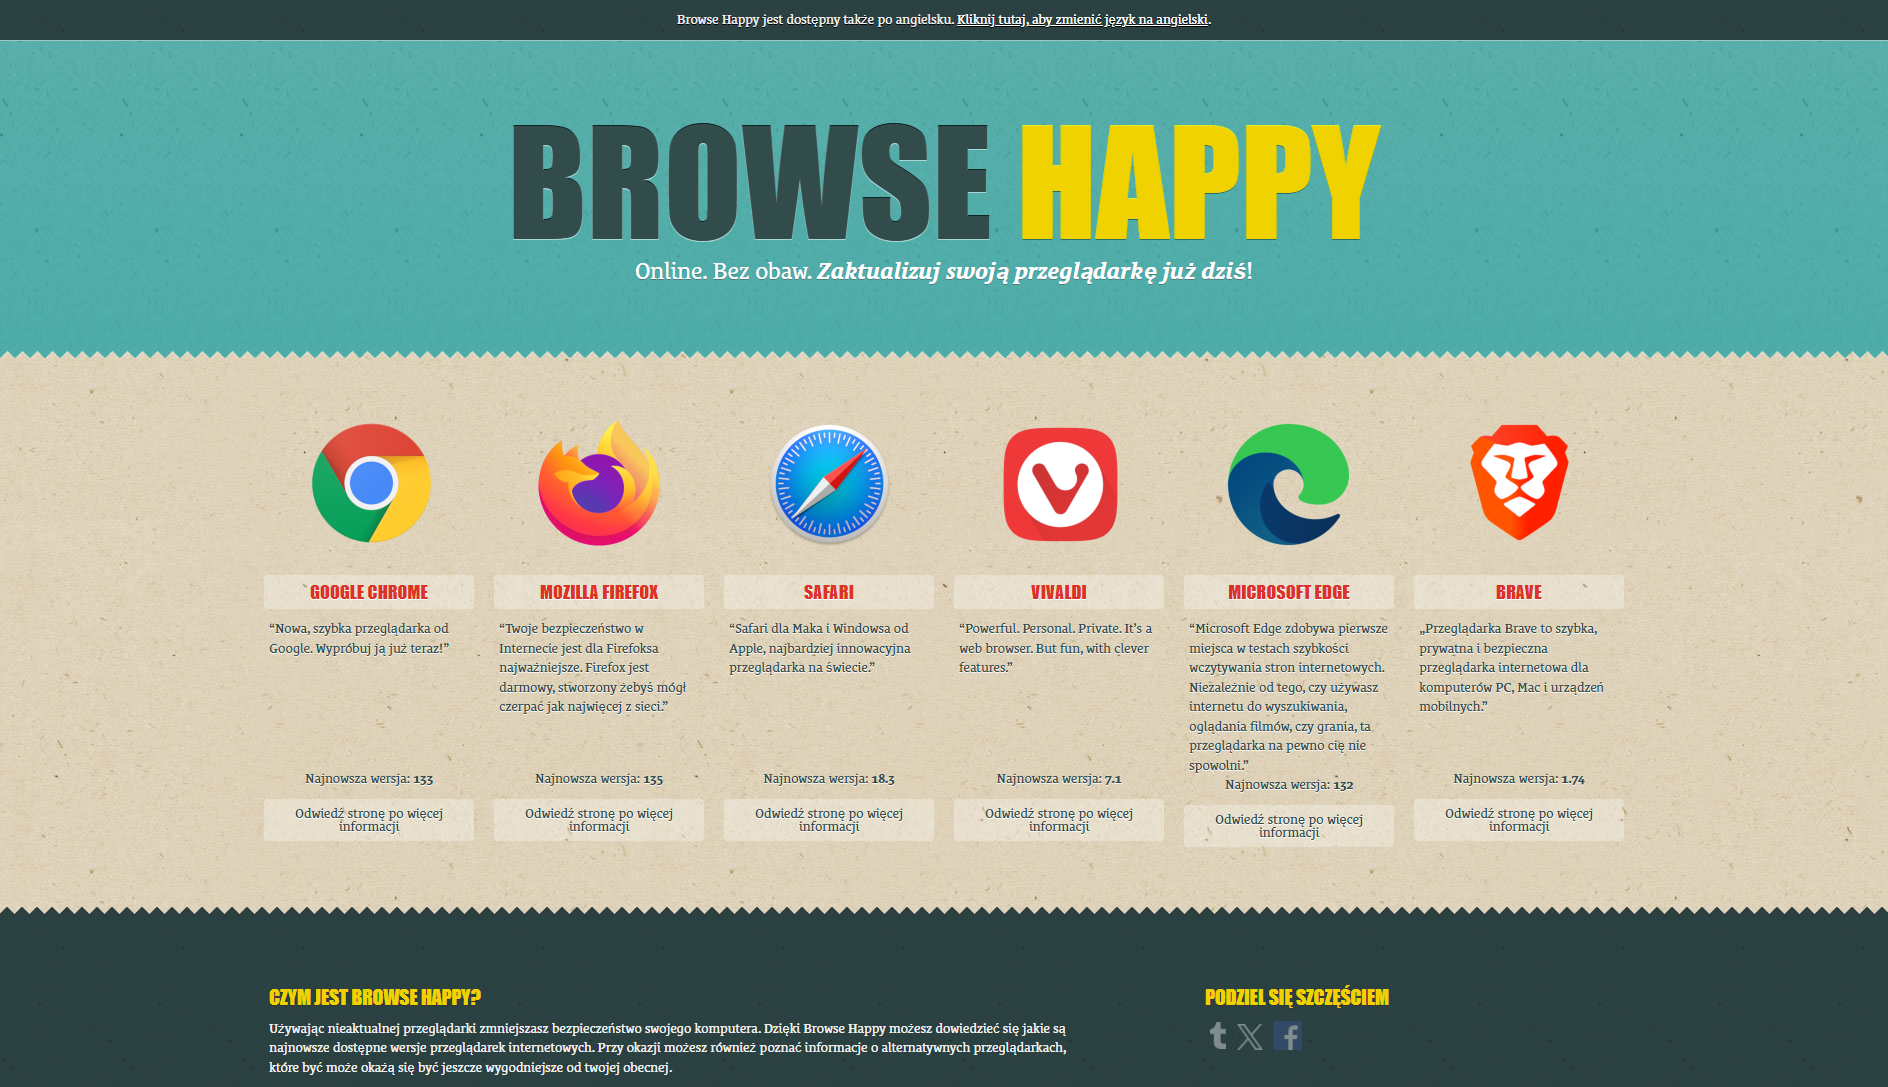 Browse Happy jest dostępny także po angielsku. Kliknij tutaj, aby zmienić język na angielski.
BROWSE HAPPY
Online. Bez obaw. Zaktualizuj swoją przeglądarkę już dziś!
GOOGLE CHROME
“Nowa, szybka przeglądarka od
Google. Wypróbuj ją już teraz!”
Najnowsza wersja: 133
Odwiedź stronę po więcej
informacji
MOZILLA FIREFOX
“Twoje bezpieczeństwo w
Internecie jest dla Firefoksa
najważniejsze. Firefox jest
darmowy, stworzony żebyś mógł
czerpać jak najwięcej z sieci.”
Najnowsza wersja: 135
Odwiedź stronę po więcej
informacji
SAFARI
“Safari dla Maka i Windowsa od
Apple, najbardziej innowacyjna
przeglądarka na świecie.”
Najnowsza wersja: 18.3
Odwiedź stronę po więcej
informacji
VIVALDI
“Powerful. Personal. Private. It’s a
web browser. But fun, with clever
features.”
Najnowsza wersja: 7.1
Odwiedź stronę po więcej
informacji
MICROSOFT EDGE
“Microsoft Edge zdobywa pierwsze
miejsca w testach szybkości
wczytywania stron internetowych.
Niezależnie od tego, czy używasz
internetu do wyszukiwania,
oglądania filmów, czy grania, ta
przeglądarka na pewno cię nie
spowolni.”
Najnowsza wersja: 132
Odwiedź stronę po więcej
informacji
BRAVE
„Przeglądarka Brave to szybka,
prywatna i bezpieczna
przeglądarka internetowa dla
komputerów PC, Mac i urządzeń
mobilnych.”
Najnowsza wersja: 1.74
Odwiedź stronę po więcej
informacji
CZYM JEST BROWSE HAPPY?
Używając nieaktualnej przeglądarki zmniejszasz bezpieczeństwo swojego komputera. Dzięki Browse Happy możesz dowiedzieć się jakie są
najnowsze dostępne wersje przeglądarek internetowych. Przy okazji możesz również poznać informacje o alternatywnych przeglądarkach,
które być może okażą się być jeszcze wygodniejsze od twojej obecnej.
PODZIEL SIĘ SZCZĘŚCIEM